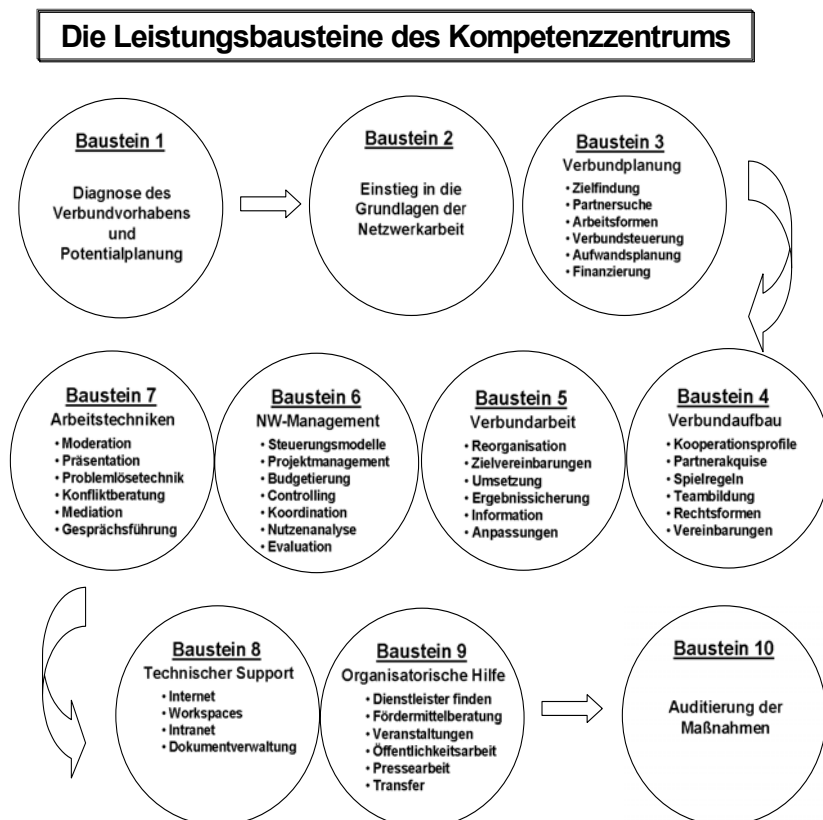 Die Leistungsbausteine des Kompetenzzentrums
Baustein 1
Diagnose des
Verbundvorhabens
und
Potentialplanung
Baustein 2
Einstieg in die
Grundlagen der
Netzwerkarbeit
Baustein 3
Verbundplanung
• Zielfindung
• Partnersuche
• Arbeitsformen
• Verbundsteuerung
• Aufwandsplanung
• Finanzierung
Baustein 4
Verbundaufbau
• Kooperationsprofile
• Partnerakquise
• Spielregeln
• Teambildung
• Rechtsformen
• Vereinbarungen
Baustein 5
Verbundarbeit
• Reorganisation
• Zielvereinbarungen
• Umsetzung
• Ergebnissicherung
• Information
• Anpassungen
Baustein 6
NW-Management
• Steuerungsmodelle
• Projektmanagement
• Budgetierung
• Controlling
• Koordination
• Nutzenanalyse
• Evaluation
Baustein 7
Arbeitstechniken
• Moderation
• Präsentation
• Problemlösetechnik
• Konfliktberatung
• Mediation
• Gesprächsführung
Baustein 8
Technischer Support
• Internet
• Workspaces
• Intranet
• Dokumentverwaltung
Baustein 9
Organisatorische Hilfe
• Dienstleister finden
• Fördermittelberatung
• Veranstaltungen
• Öffentlichkeitsarbeit
• Pressearbeit
• Transfer
Baustein 10
Auditierung der
Maßnahmen